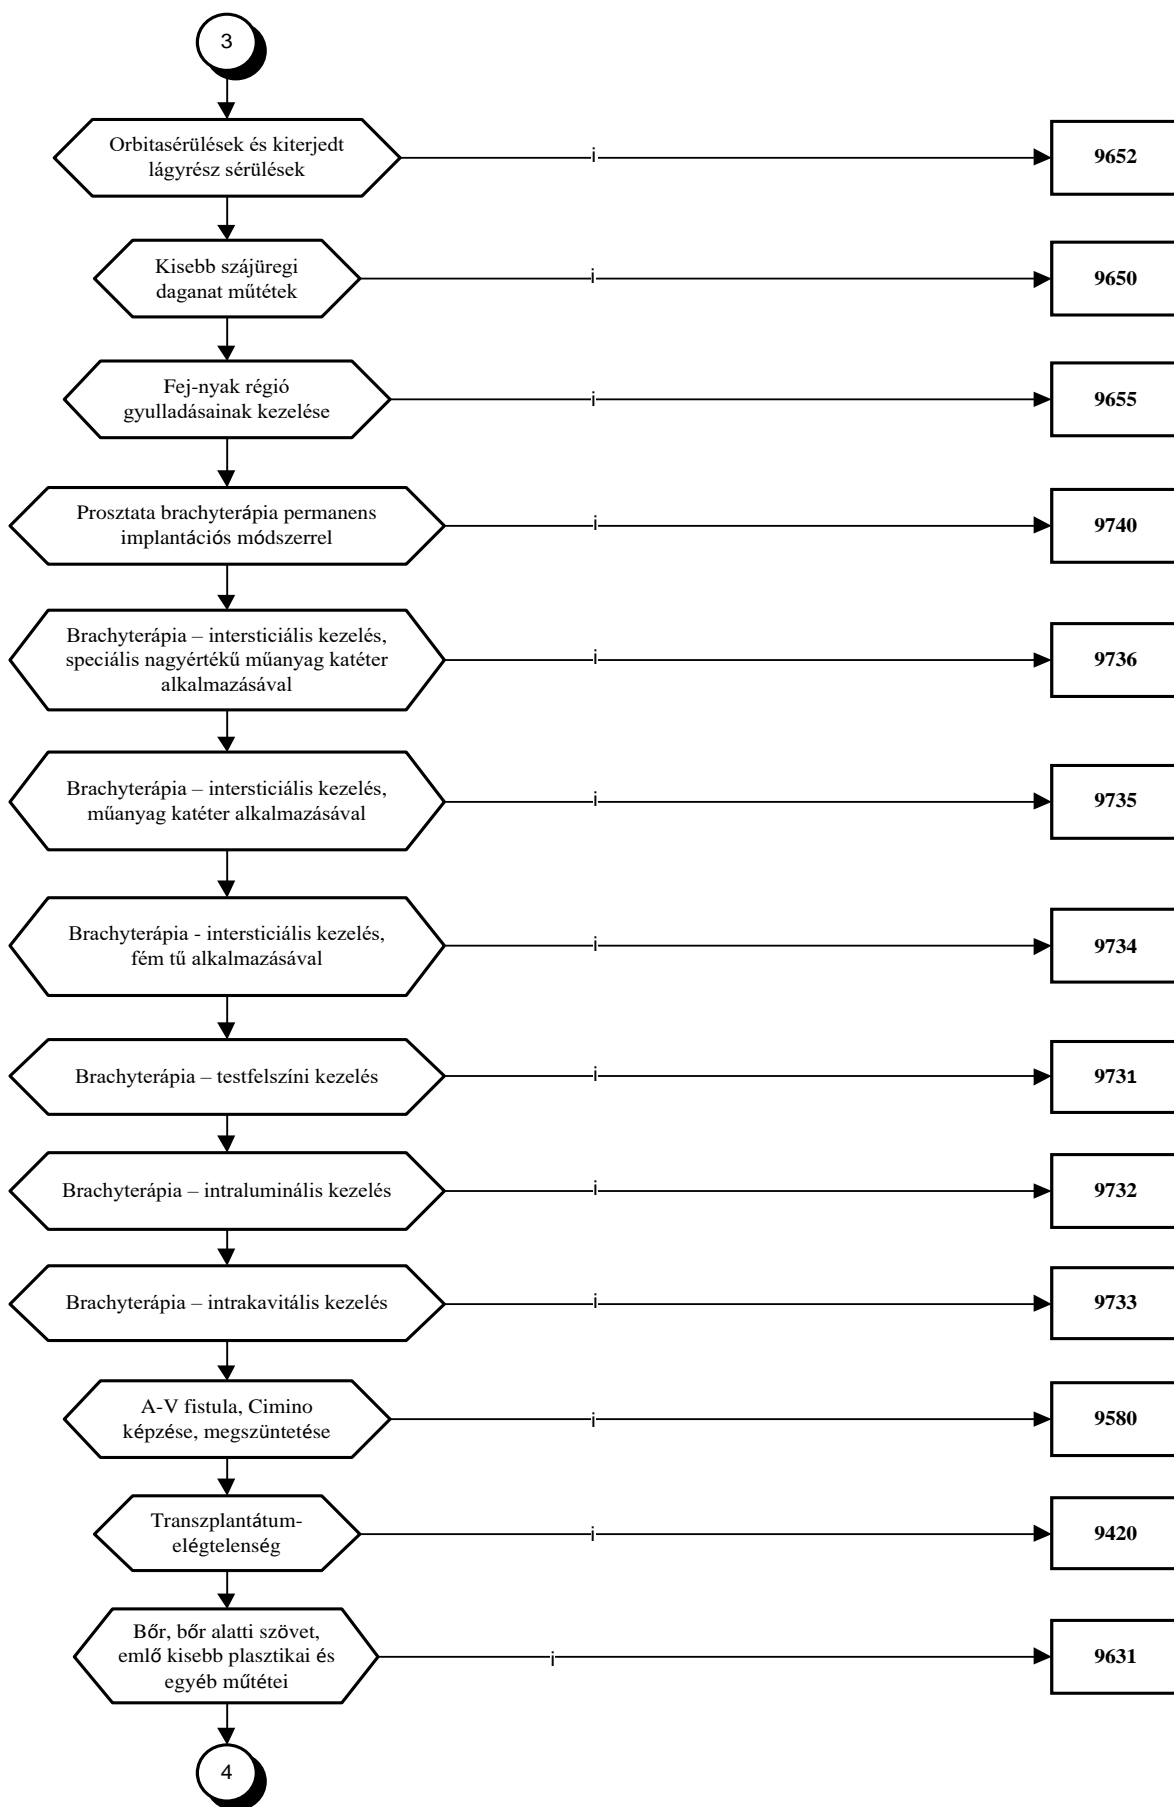 3
Orbitasérülések és kiterjedt
lágyrész sérülések
i
9652
Kisebb szájüregi
daganat műtétek
i
9650
Fej-nyak régió
gyulladásainak kezelése
i
9655
Prosztata brachyterápia permanens
implantációs módszerrel
i
9740
Brachyterápia – intersticiális kezelés,
speciális nagyértékű műanyag katéter
alkalmazásával
i
9736
Brachyterápia – intersticiális kezelés,
műanyag katéter alkalmazásával
i
9735
Brachyterápia - intersticiális kezelés,
fém tű alkalmazásával
i
9734
Brachyterápia – testfelszíni kezelés
i
9731
Brachyterápia – intraluminális kezelés
i
9732
Brachyterápia – intrakavitális kezelés
i
9733
A-V fistula, Cimino
képzése, megszüntetése
i
9580
Transzplantátum-
elégtelenség
i
9420
Bőr, bőr alatti szövet,
emlő kisebb plasztikai és
egyéb műtétei
i
9631
4